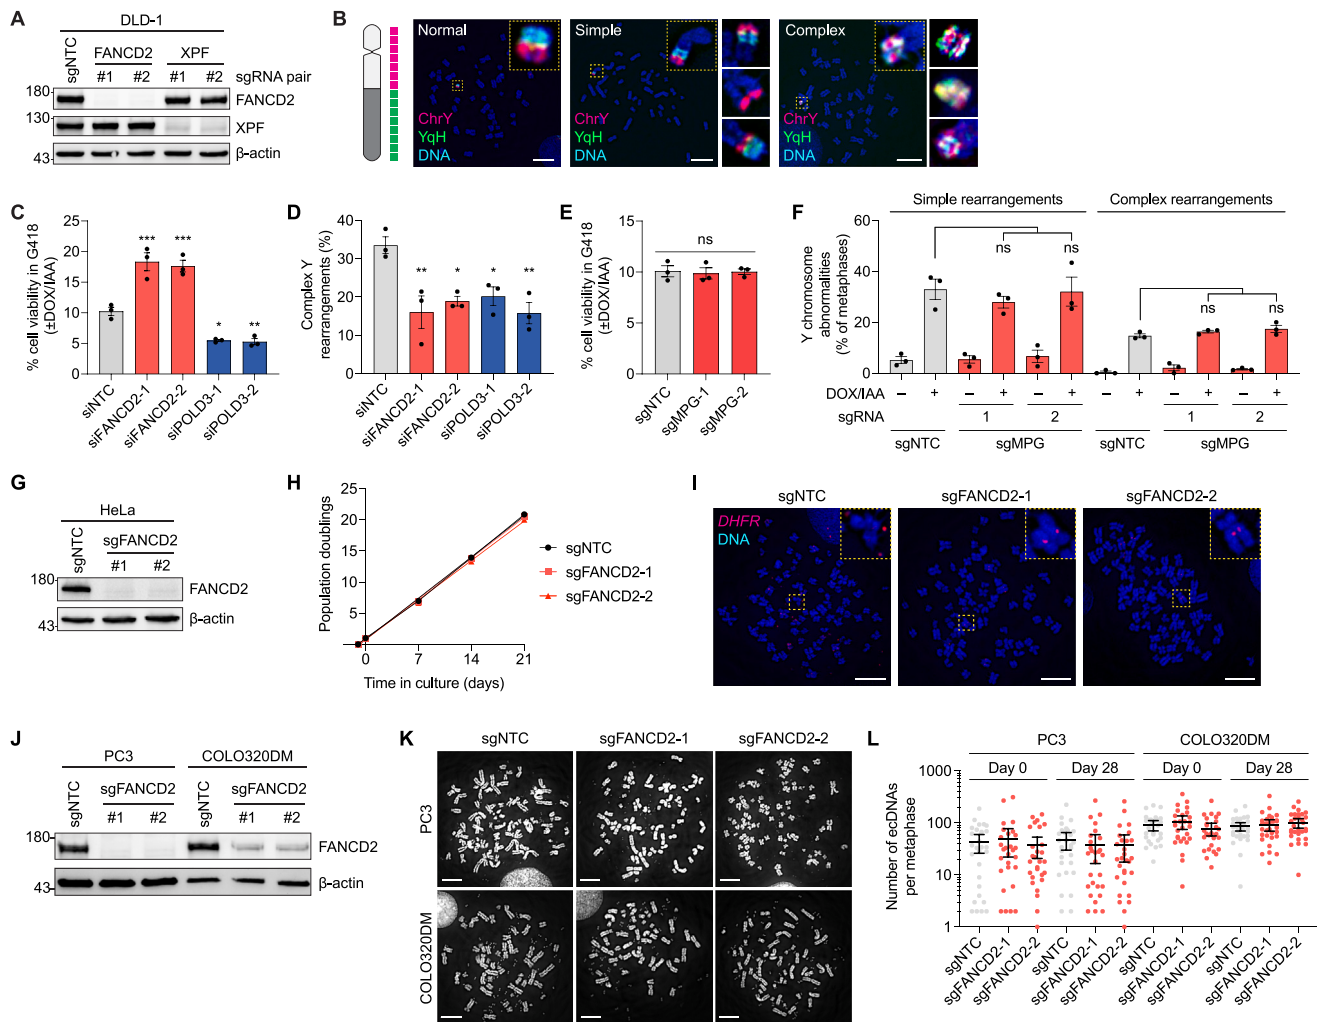 A
DLD-1
sgNTC
FANCD2
XPF
#1 #2 #1 #2 sgRNA pair
180
FANCD2
130
XPF
43
β-actin
B
Normal
ChrY
YqH
DNA
Simple
ChrY
YqH
DNA
Complex
ChrY
YqH
DNA
C
% cell viability in G418
(±DOX/IAA)
25
20
15
10
5
0
***
***
*
**
siNTC
siFANCD2-1
siFANCD2-2
siPOLD3-1
siPOLD3-2
D
Complex Y
rearrangements (%)
40
30
20
10
0
**
*
*
**
siNTC
siFANCD2-1
siFANCD2-2
siPOLD3-1
siPOLD3-2
E
% cell viability in G418
(±DOX/IAA)
15
10
5
0
ns
sgNTC
sgMPG-1
sgMPG-2
F
Simple rearrangements
Complex rearrangements
Y chromosome
abnormalities
(% of metaphases)
60
40
20
0
ns
ns
ns
ns
DOX/IAA – + – + – + – + – + – +
sgRNA 1 2 1 2
sgNTC sgMPG sgNTC sgMPG
G
HeLa
sgNTC
sgFANCD2
#1 #2
180
FANCD2
43
β-actin
H
Population doublings
25
20
15
10
5
0 7 14 21
Time in culture (days)
sgNTC
sgFANCD2-1
sgFANCD2-2
I
sgNTC
sgFANCD2-1
sgFANCD2-2
DHFR
DNA
J
PC3
COLO320DM
sgNTC
sgFANCD2
sgNTC
sgFANCD2
#1 #2 #1 #2
180
FANCD2
43
β-actin
K
sgNTC
sgFANCD2-1
sgFANCD2-2
PC3
COLO320DM
L
PC3
COLO320DM
Day 0
Day 28
Day 0
Day 28
Number of ecDNAs
per metaphase
1000
100
10
1
sgNTC
sgFANCD2-1
sgFANCD2-2
sgNTC
sgFANCD2-1
sgFANCD2-2
sgNTC
sgFANCD2-1
sgFANCD2-2
sgNTC
sgFANCD2-1
sgFANCD2-2